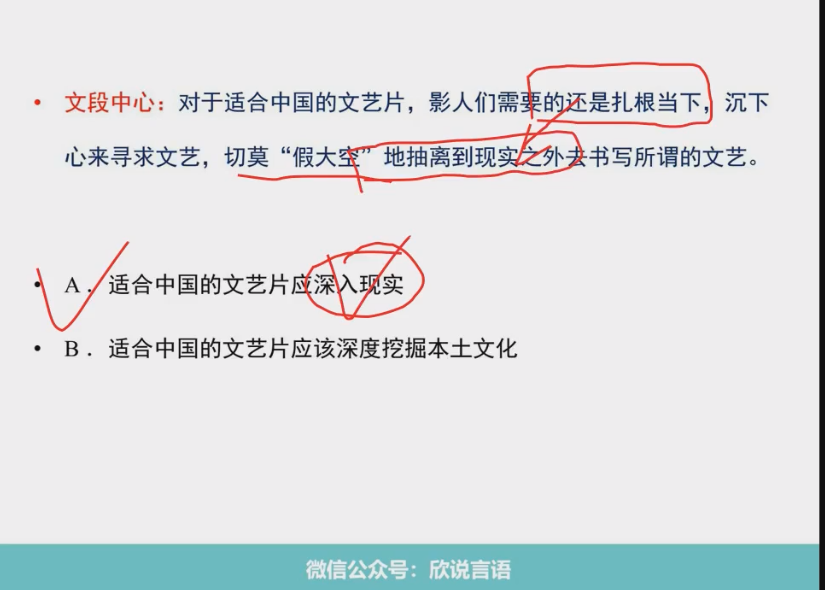 • 文段中心：对于适合中国的文艺片，影人们需要的还是扎根当下，沉下
心来寻求文艺，切莫“假大空”地抽离到现实之外去书写所谓的文艺。
• A．适合中国的文艺片应深入现实
• B．适合中国的文艺片应该深度挖掘本土文化
微信公众号：欣说言语